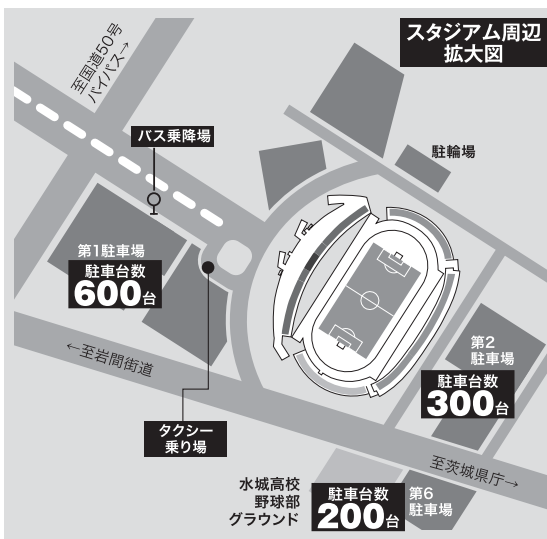 スタジアム周辺
拡大図
至国道50号
バイパス→
バス乗降場
駐輪場
第1駐車場
駐車台数
600台
←至岩間街道
第2
駐車場
駐車台数
300台
タクシー
乗り場
至茨城県庁→
水城高校
野球部
グラウンド
駐車台数
200台
第6
駐車場